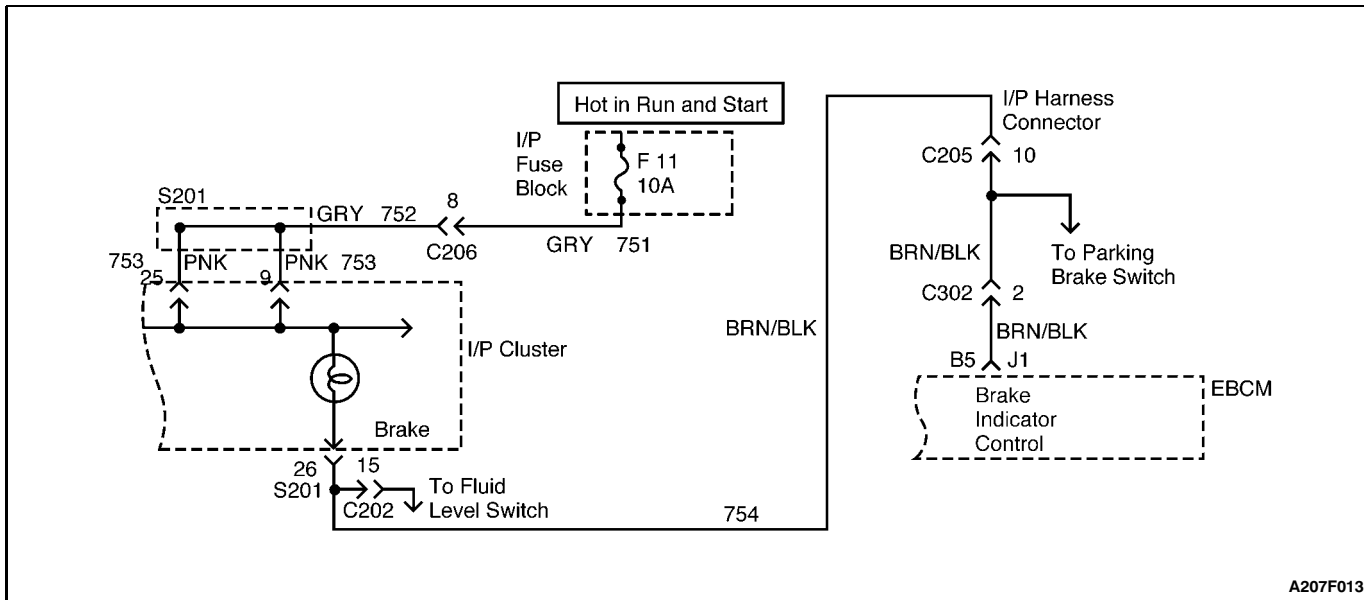 Hot in Run and Start
I/P
Fuse
Block
F 11
10A
I/P Harness
Connector
C205 10
S201
GRY 752
8
C206
GRY 751
753
25
PNK
9
PNK 753
BRN/BLK
To Parking
Brake Switch
C302 2
BRN/BLK
BRN/BLK
I/P Cluster
B5 J1
EBCM
Brake
Indicator
Control
Brake
26 15
S201
C202
To Fluid
Level Switch
754
A207F013